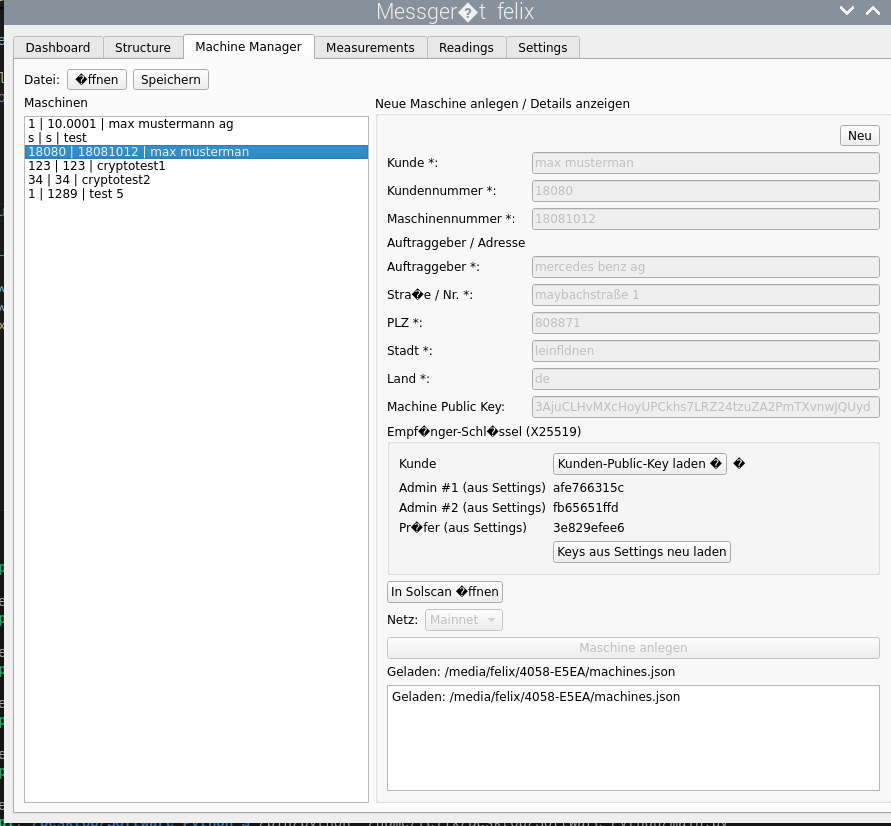 Messger�t felix
Dashboard Structure Machine Manager Measurements Readings Settings
Datei: �ffnen Speichern
Maschinen
1 | 10.0001 | max mustermann ag
s | s | test
18080 | 18081012 | max musterman
123 | 123 | cryptotest1
34 | 34 | cryptotest2
1 | 1289 | test 5
Neue Maschine anlegen / Details anzeigen
Neu
Kunde *: max musterman
Kundennummer *: 18080
Maschinennummer *: 18081012
Auftraggeber / Adresse
Auftraggeber *: mercedes benz ag
Stra�e / Nr. *: maybachstraße 1
PLZ *: 808871
Stadt *: leinfldnen
Land *: de
Machine Public Key: 3AjuCLHvMXcHoyUPCkhs7LRZ24tzuZA2PmTXvnwJQUyd
Empf�nger-Schl�ssel (X25519)
Kunde Kunden-Public-Key laden � �
Admin #1 (aus Settings) afe766315c
Admin #2 (aus Settings) fb65651ffd
Pr�fer (aus Settings) 3e829efee6
Keys aus Settings neu laden
In Solscan �ffnen
Netz: Mainnet
Maschine anlegen
Geladen: /media/felix/4058-E5EA/machines.json
Geladen: /media/felix/4058-E5EA/machines.json